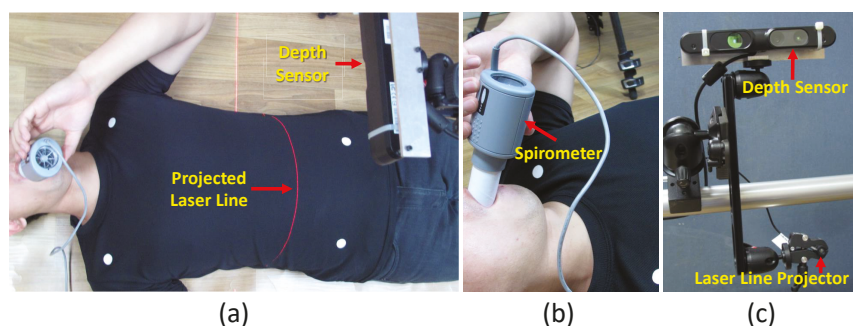 Depth
Sensor
Projected
Laser Line
(a)
Spirometer
(b)
Depth Sensor
Laser Line Projector
(c)